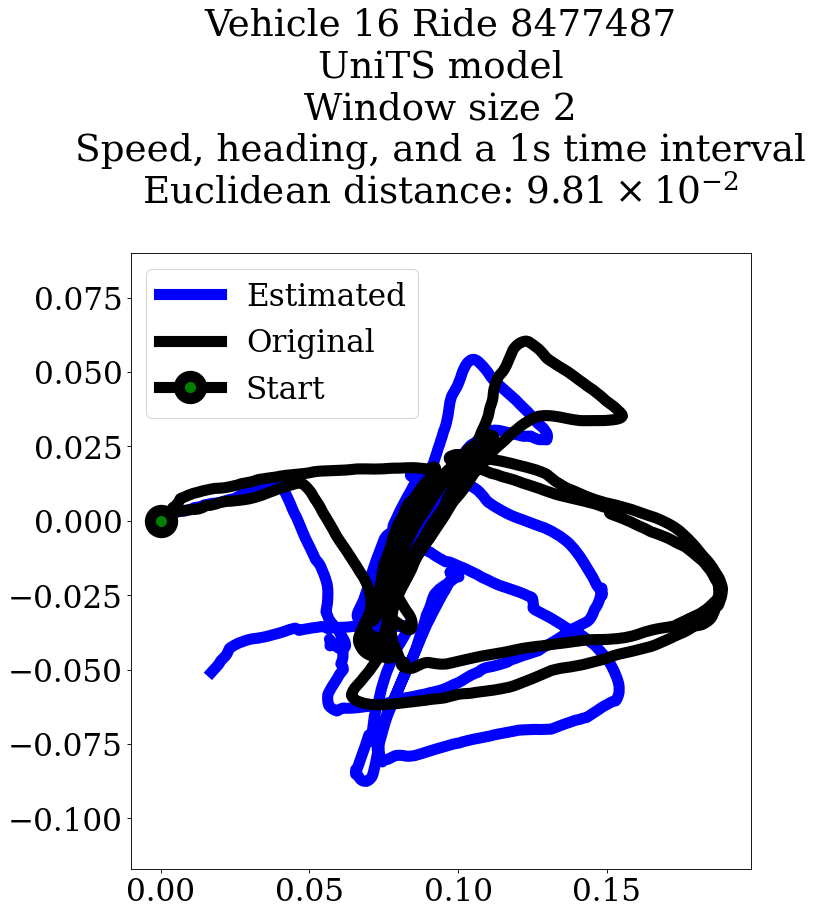 Vehicle 16 Ride 8477487
UniTS model
Window size 2
Speed, heading, and a 1s time interval
Euclidean distance: 9.81 × 10⁻²
Estimated
Original
Start
0.075
0.050
0.025
0.000
−0.025
−0.050
−0.075
−0.100
0.00 0.05 0.10 0.15